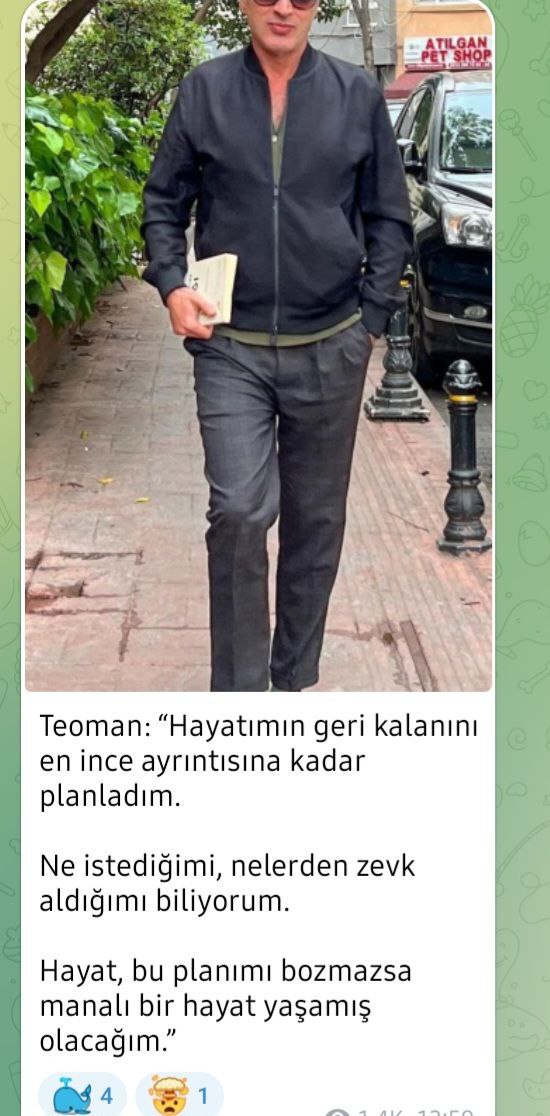 ATILGAN
PET SHOP
Teoman: “Hayatımın geri kalanını
en ince ayrıntısına kadar
planladım.
Ne istediğimi, nelerden zevk
aldığımı biliyorum.
Hayat, bu planımı bozmazsa
manalı bir hayat yaşamış
olacağım.”
4
1